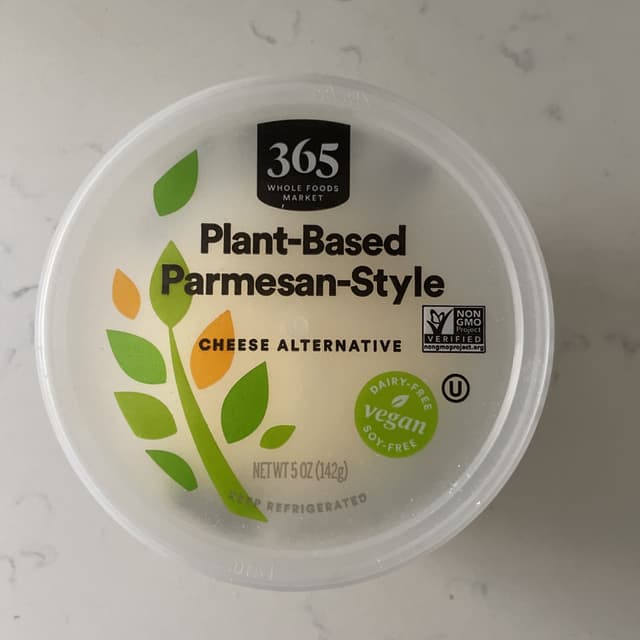 365
WHOLE FOODS
MARKET
Plant-Based
Parmesan-Style
CHEESE ALTERNATIVE
NON
GMO
Project
VERIFIED
nongmoproject.org
U
DAIRY-FREE
vegan
SOY-FREE
NET WT 5 OZ (142g)
KEEP REFRIGERATED